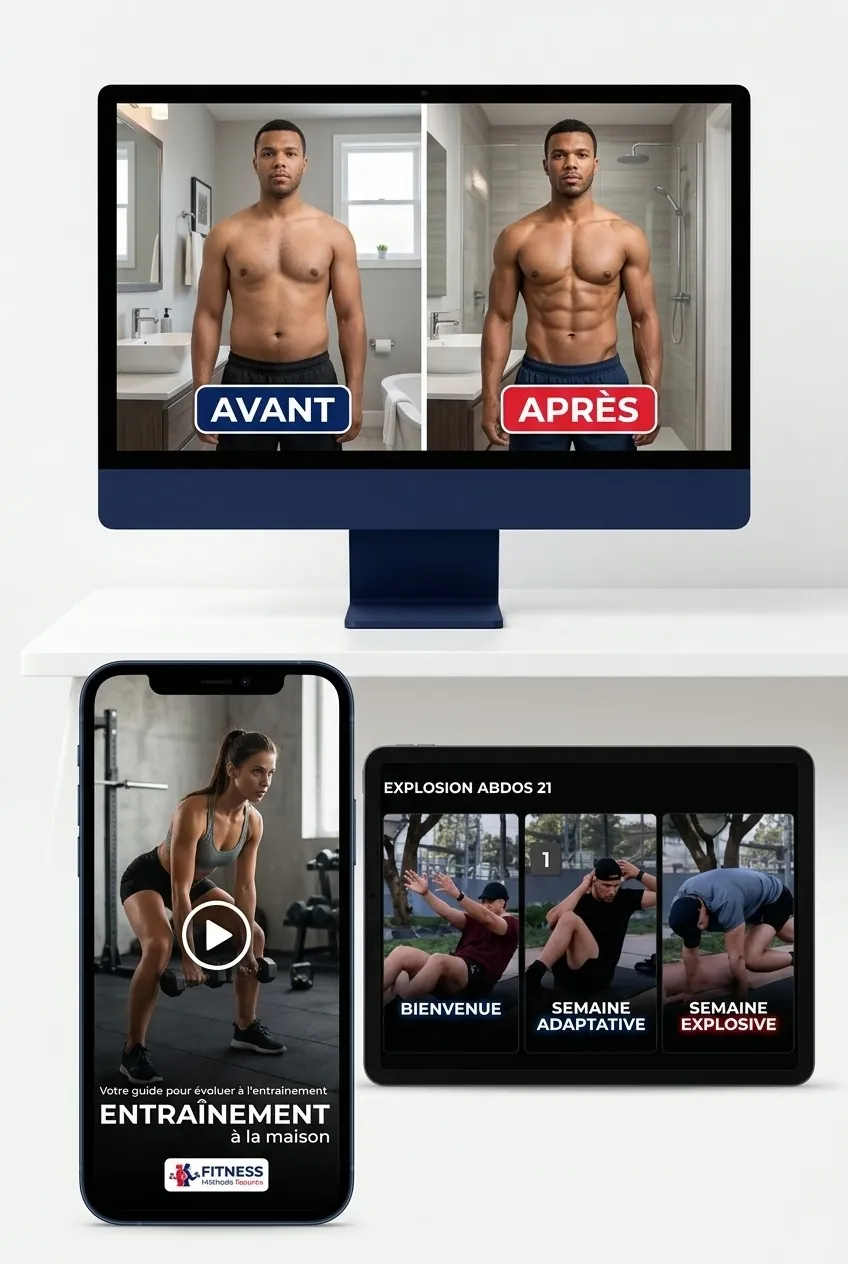 AVANT
APRÈS
EXPLOSION ABDOS 21
1
BIENVENUE
SEMAINE
ADAPTATIVE
SEMAINE
EXPLOSIVE
Votre guide pour évoluer à l'entraînement
ENTRAÎNEMENT
à la maison
FITNESS